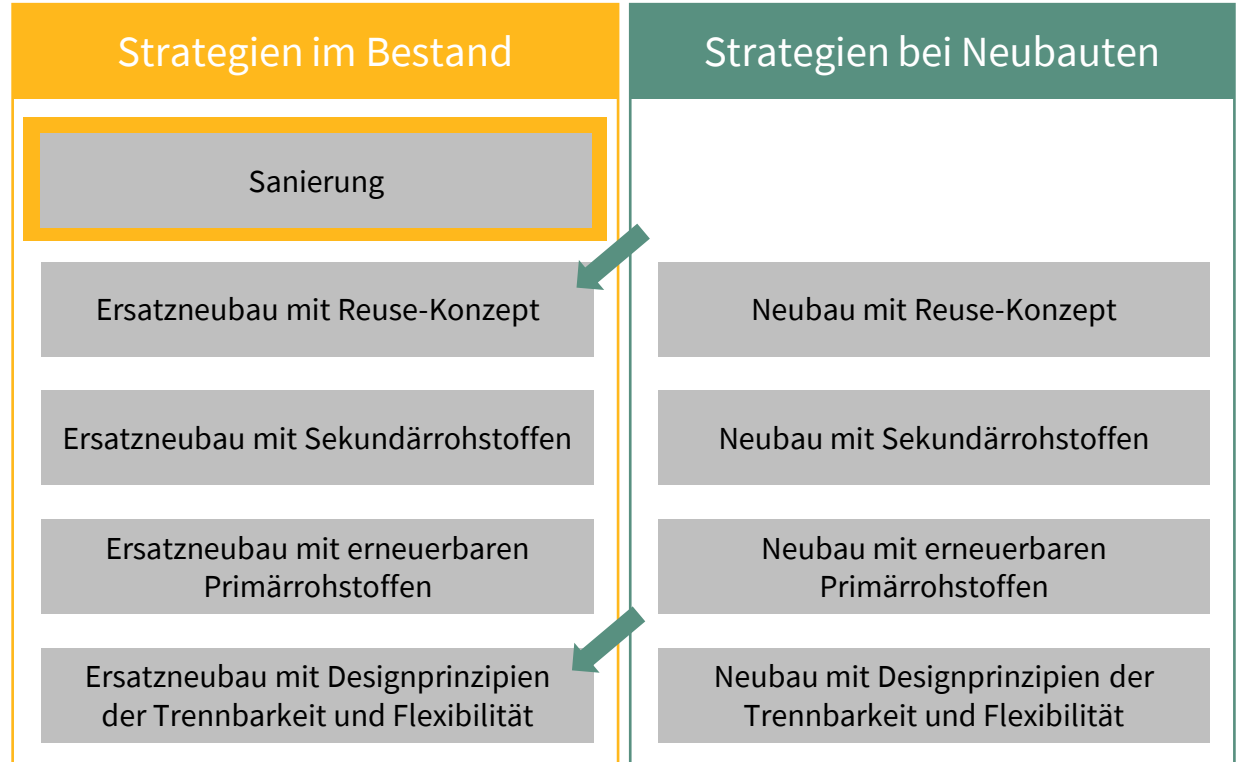 Strategien im Bestand
Strategien bei Neubauten
Sanierung
Ersatzneubau mit Reuse-Konzept
Neubau mit Reuse-Konzept
Ersatzneubau mit Sekundärrohstoffen
Neubau mit Sekundärrohstoffen
Ersatzneubau mit erneuerbaren
Primärrohstoffen
Neubau mit erneuerbaren
Primärrohstoffen
Ersatzneubau mit Designprinzipien
der Trennbarkeit und Flexibilität
Neubau mit Designprinzipien der
Trennbarkeit und Flexibilität